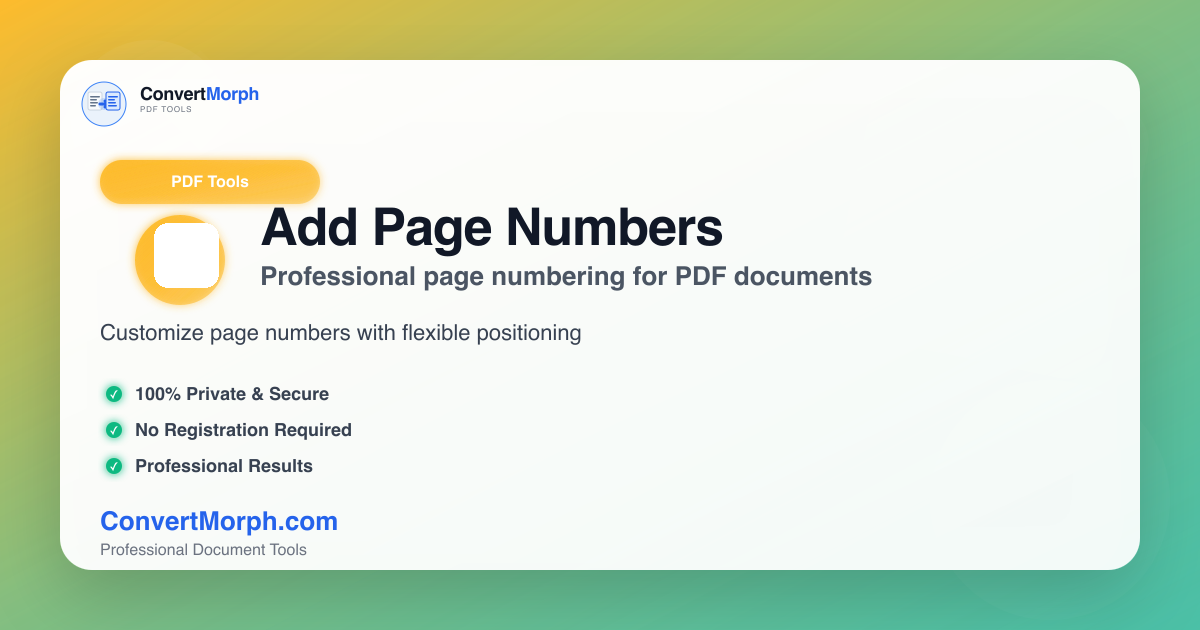 ConvertMorph
PDF TOOLS
PDF Tools
Add Page Numbers
Professional page numbering for PDF documents
Customize page numbers with flexible positioning
100% Private & Secure
No Registration Required
Professional Results
ConvertMorph.com
Professional Document Tools